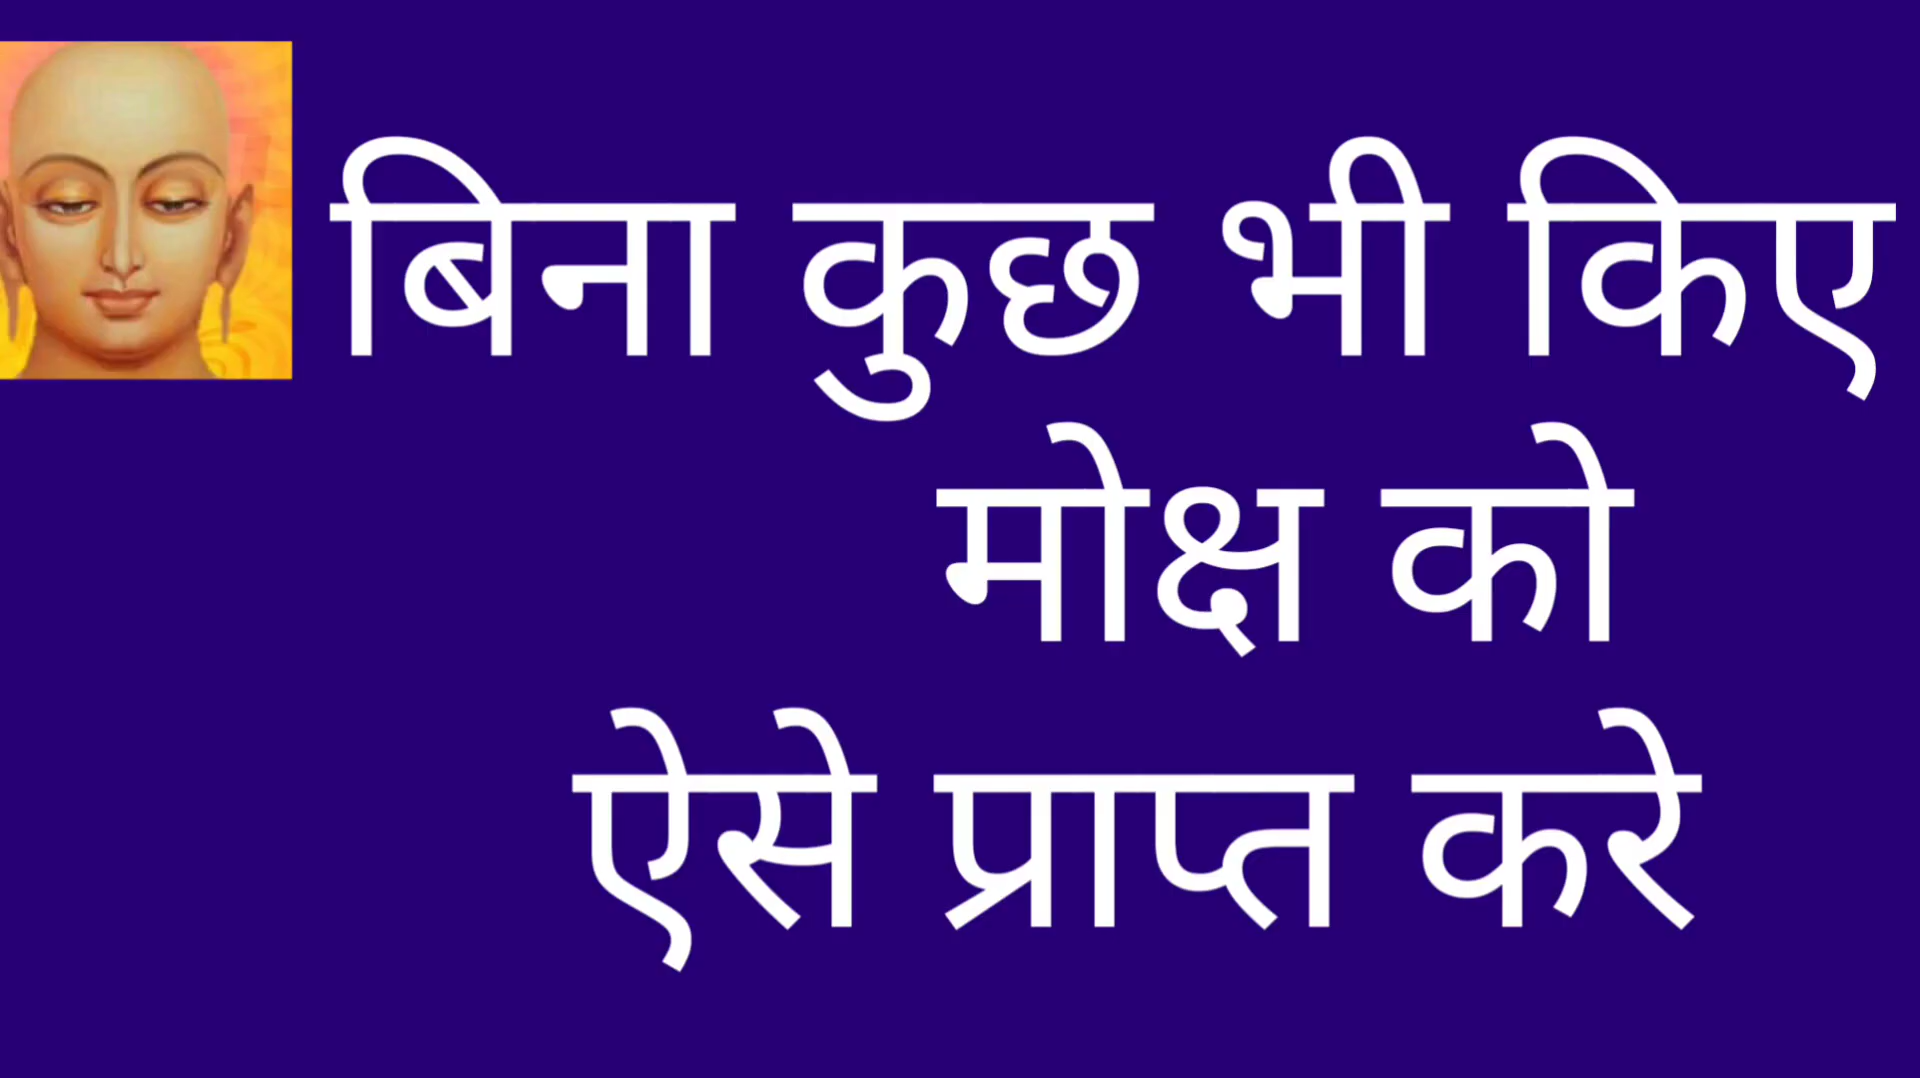 बिना कुछ भी किए
मोक्ष को
ऐसे प्राप्त करे